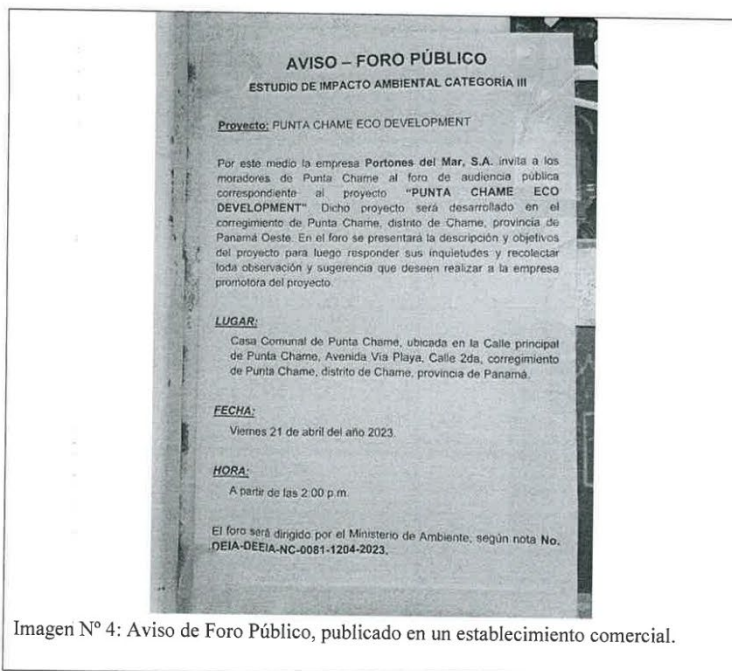 AVISO – FORO PÚBLICO
ESTUDIO DE IMPACTO AMBIENTAL CATEGORÍA III
Proyecto: PUNTA CHAME ECO DEVELOPMENT
Por este medio la empresa Portones del Mar, S.A. invita a los
moradores de Punta Chame al foro de audiencia pública
correspondiente al proyecto "PUNTA CHAME ECO
DEVELOPMENT" Dicho proyecto será desarrollado en el
corregimiento de Punta Chame, distrito de Chame, provincia de
Panamá Oeste. En el foro se presentará la descripción y objetivos
del proyecto para luego responder sus inquietudes y recolectar
toda observación y sugerencia que deseen realizar a la empresa
promotora del proyecto.
LUGAR:
Casa Comunal de Punta Chame, ubicada en la Calle principal
de Punta Chame, Avenida Vía Playa, Calle 2da, corregimiento
de Punta Chame, distrito de Chame, provincia de Panamá.
FECHA:
Viernes 21 de abril del año 2023.
HORA:
A partir de las 2:00 p.m.
El foro será dirigido por el Ministerio de Ambiente, según nota No.
DEIA-DEEIA-NC-0081-1204-2023.
Imagen Nº 4: Aviso de Foro Público, publicado en un establecimiento comercial.